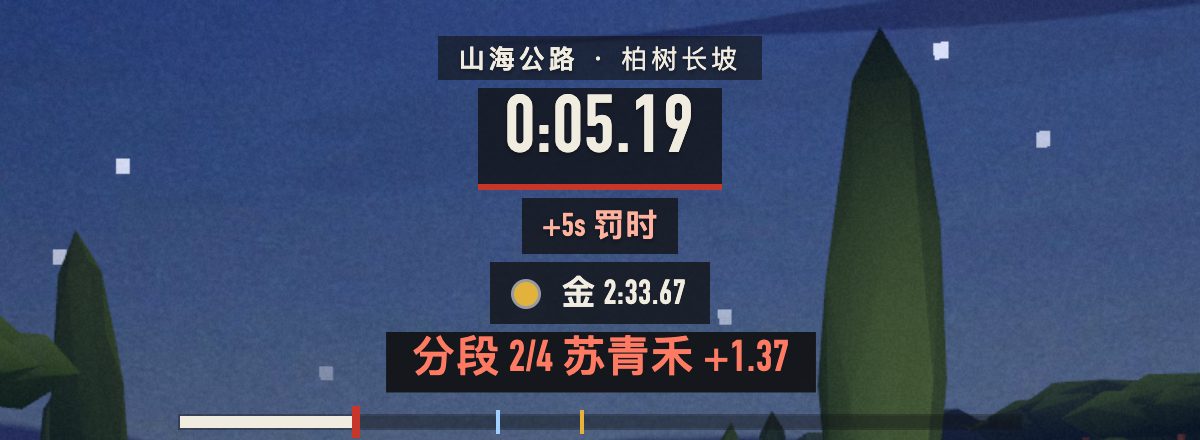 山海公路 · 柏树长坡
0:05.19
+5s 罚时
金 2:33.67
分段 2/4 苏青禾 +1.37